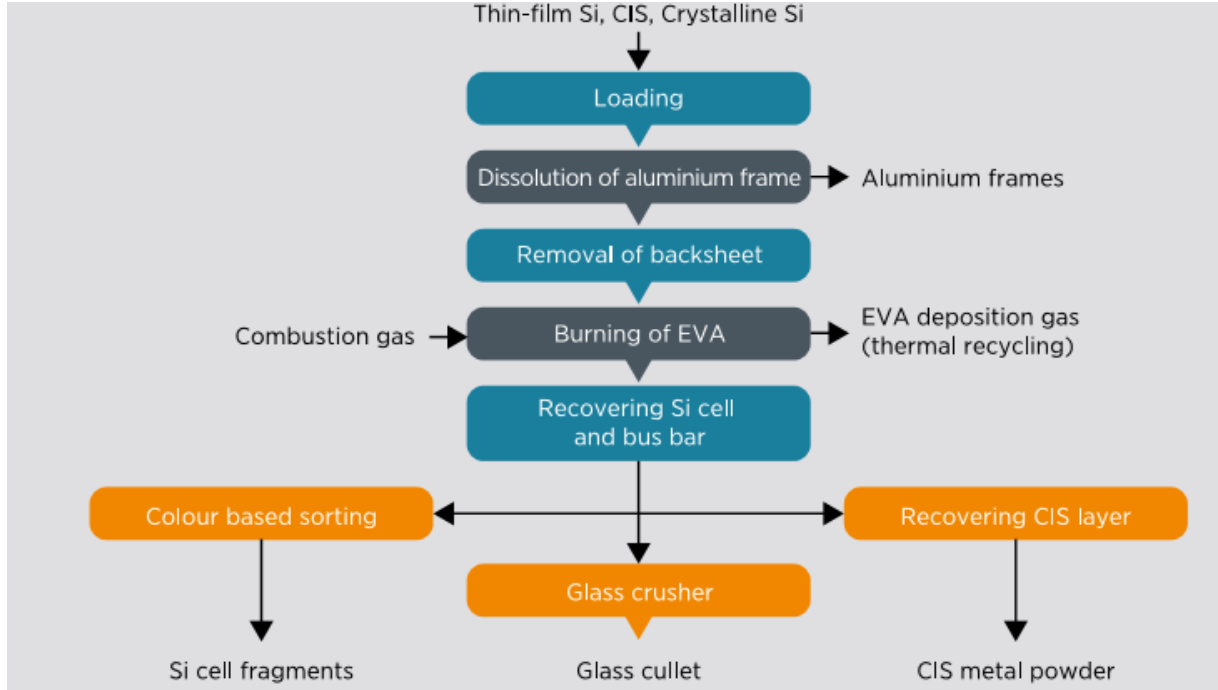 Thin-film Si, CIS, Crystalline Si
Loading
Dissolution of aluminium frame
Aluminium frames
Removal of backsheet
Combustion gas
Burning of EVA
EVA deposition gas
(thermal recycling)
Recovering Si cell
and bus bar
Colour based sorting
Recovering CIS layer
Glass crusher
Si cell fragments
Glass cullet
CIS metal powder